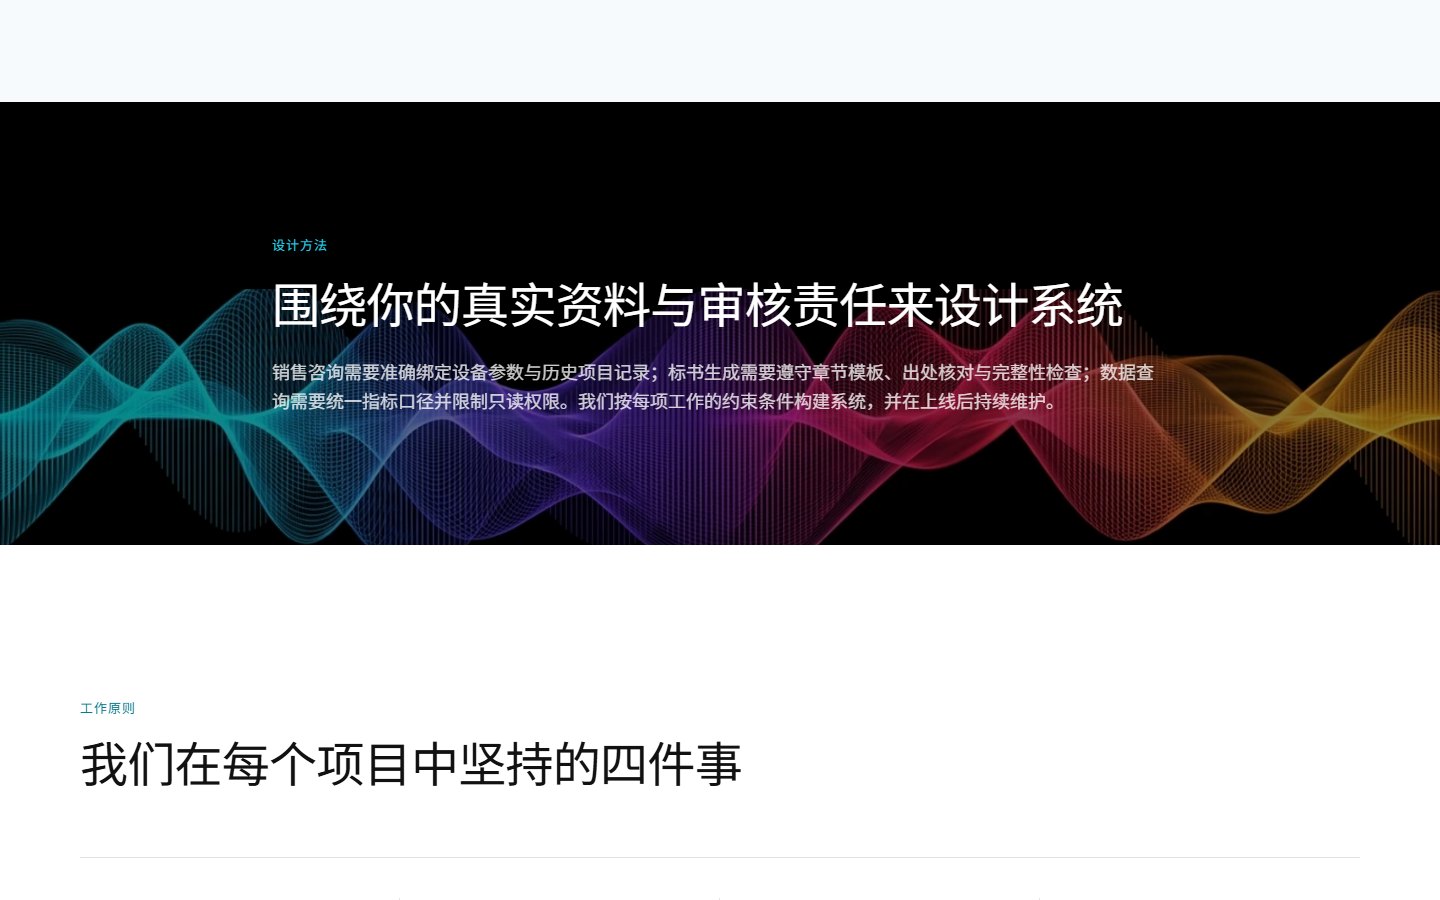 设计方法
围绕你的真实资料与审核责任来设计系统
销售咨询需要准确绑定设备参数与历史项目记录；标书生成需要遵守章节模板、出处核对与完整性检查；数据查
询需要统一指标口径并限制只读权限。我们按每项工作的约束条件构建系统，并在上线后持续维护。
工作原则
我们在每个项目中坚持的四件事